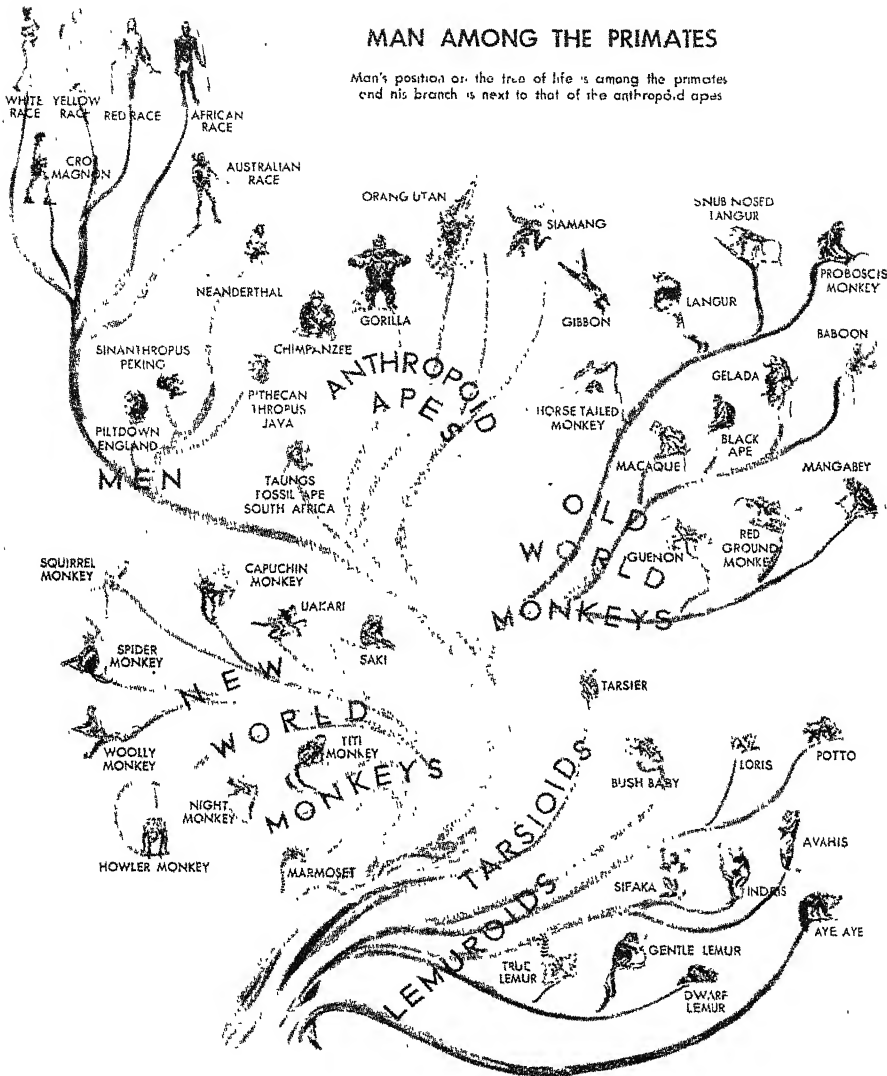 MAN AMONG THE PRIMATES
Man's position on the tree of life is among the primates
and his branch is next to that of the anthropoid apes
WHITE
RACE
YELLOW
RACE
RED RACE
AFRICAN
RACE
CRO
MAGNON
AUSTRALIAN
RACE
ORANG UTAN
SIAMANG
SNUB NOSED
LANGUR
PROBOSCIS
MONKEY
NEANDERTHAL
GORILLA
GIBBON
LANGUR
CHIMPANZEE
BABOON
SINANTHROPUS
PEKING
PITHECAN
THROPUS
JAVA
ANTHROPOID
APES
HORSE TAILED
MONKEY
GELADA
PILTDOWN
ENGLAND
BLACK
APE
MACAQUE
MANGABEY
MEN
TAUNGS
FOSSIL APE
SOUTH AFRICA
OLD
WORLD
MONKEYS
GUENON
RED
GROUND
MONKEY
SQUIRREL
MONKEY
CAPUCHIN
MONKEY
UAKARI
SAKI
SPIDER
MONKEY
NEW
WORLD
MONKEYS
TARSIER
WOOLLY
MONKEY
TITI
MONKEY
NIGHT
MONKEY
HOWLER MONKEY
MARMOSET
TARSIOIDS
BUSH BABY
LORIS
POTTO
AVAHIS
SIFAKA
INDRIS
AYE AYE
LEMUROIDS
TRUE
LEMUR
GENTLE LEMUR
DWARF
LEMUR